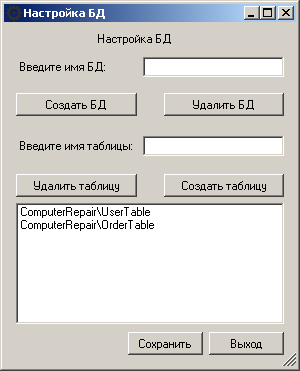 Настройка БД
Настройка БД
Введите имя БД:
Создать БД
Удалить БД
Введите имя таблицы:
Удалить таблицу
Создать таблицу
ComputerRepair\UserTable
ComputerRepair\OrderTable
Сохранить
Выход